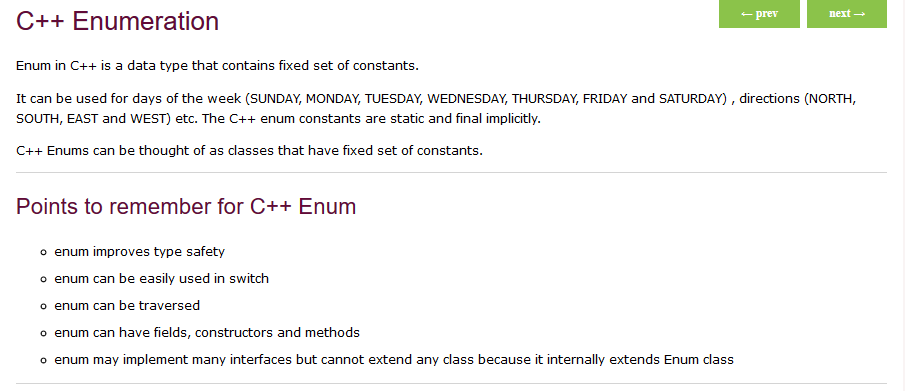 C++ Enumeration
← prev
next →
Enum in C++ is a data type that contains fixed set of constants.
It can be used for days of the week (SUNDAY, MONDAY, TUESDAY, WEDNESDAY, THURSDAY, FRIDAY and SATURDAY) , directions (NORTH,
SOUTH, EAST and WEST) etc. The C++ enum constants are static and final implicitly.
C++ Enums can be thought of as classes that have fixed set of constants.
Points to remember for C++ Enum
enum improves type safety
enum can be easily used in switch
enum can be traversed
enum can have fields, constructors and methods
enum may implement many interfaces but cannot extend any class because it internally extends Enum class